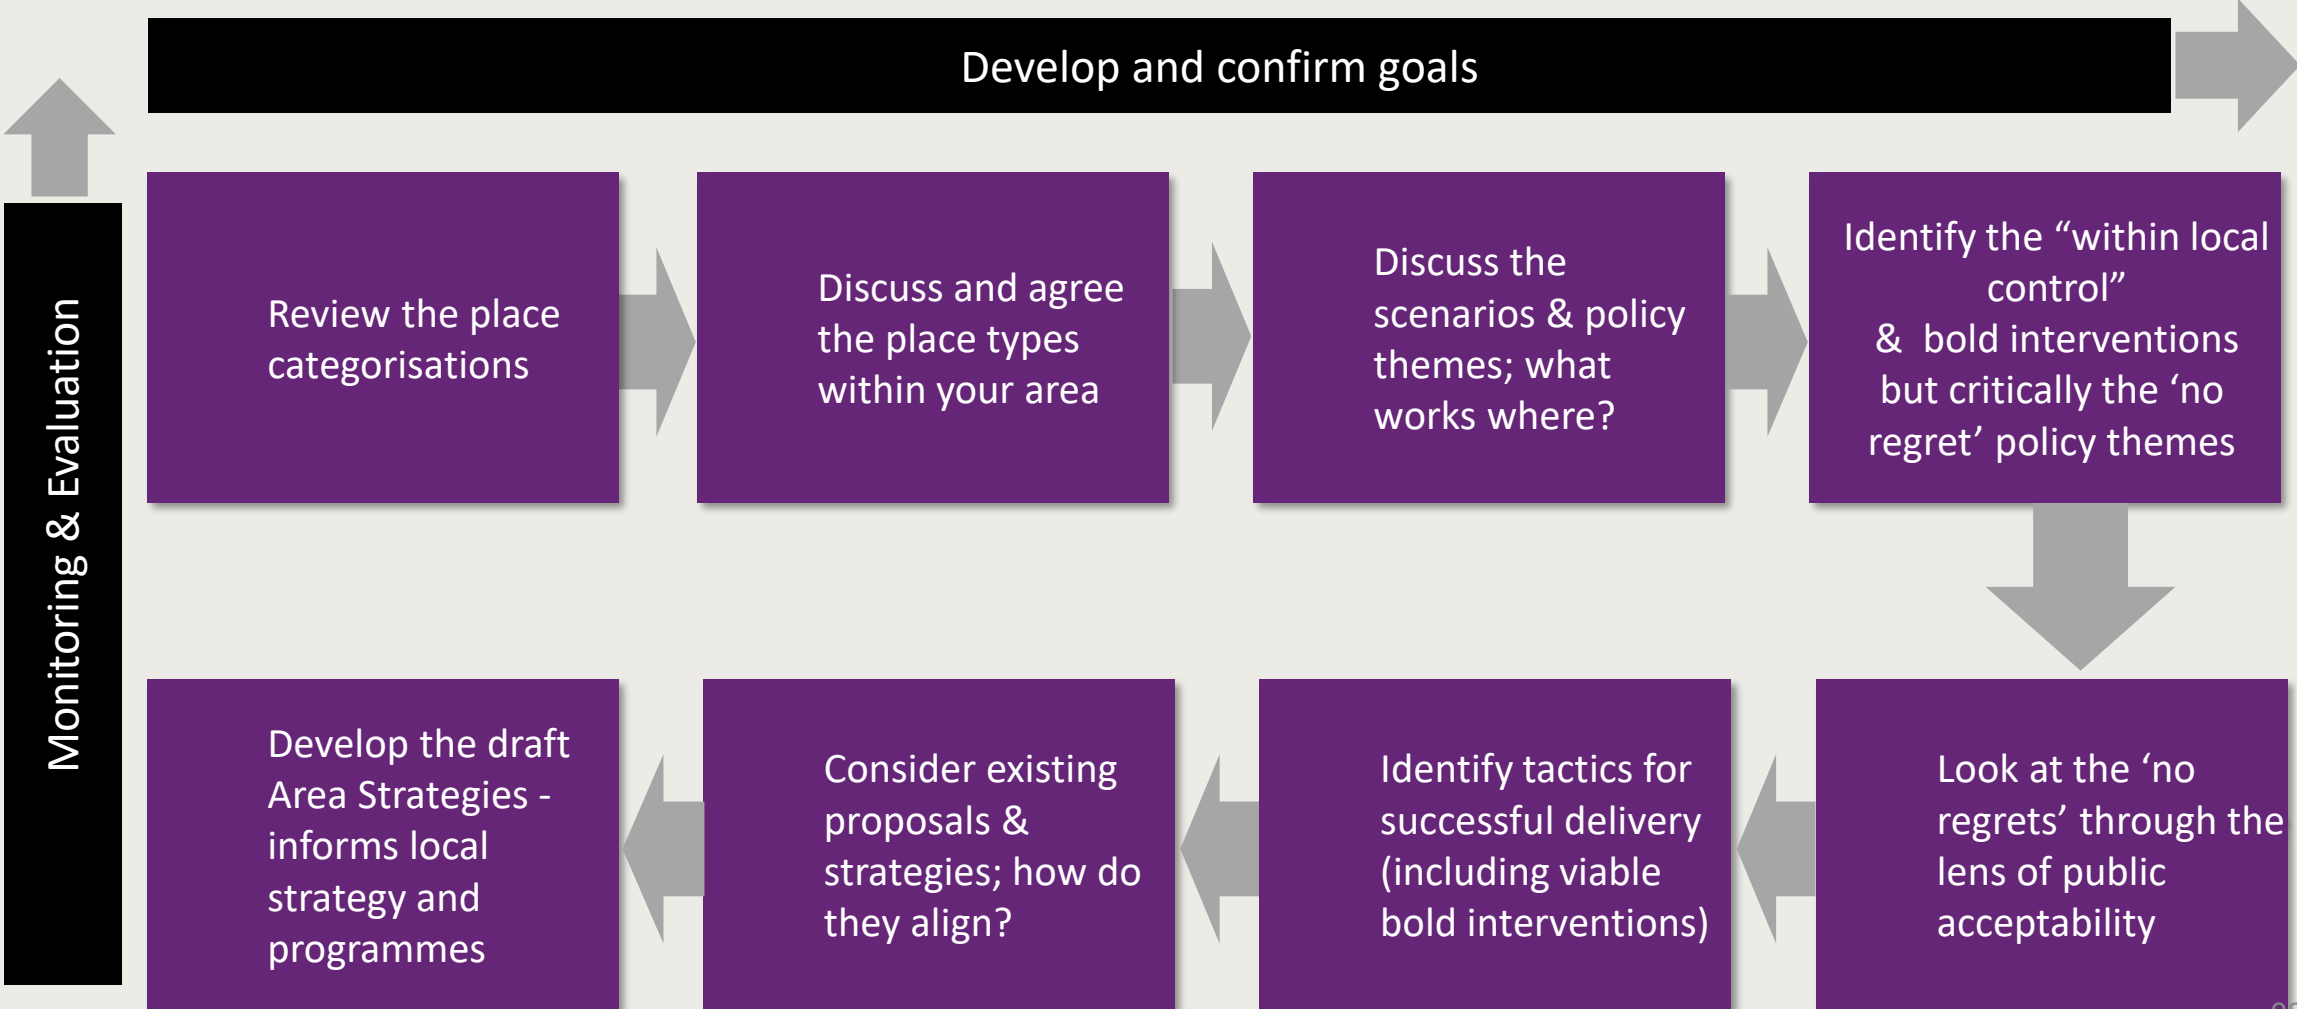 Develop and confirm goals
Monitoring & Evaluation
Review the place
categorisations
Discuss and agree
the place types
within your area
Discuss the
scenarios & policy
themes; what
works where?
Identify the “within local
control”
& bold interventions
but critically the ‘no
regret’ policy themes
Look at the ‘no
regrets’ through the
lens of public
acceptability
Identify tactics for
successful delivery
(including viable
bold interventions)
Consider existing
proposals &
strategies; how do
they align?
Develop the draft
Area Strategies -
informs local
strategy and
programmes